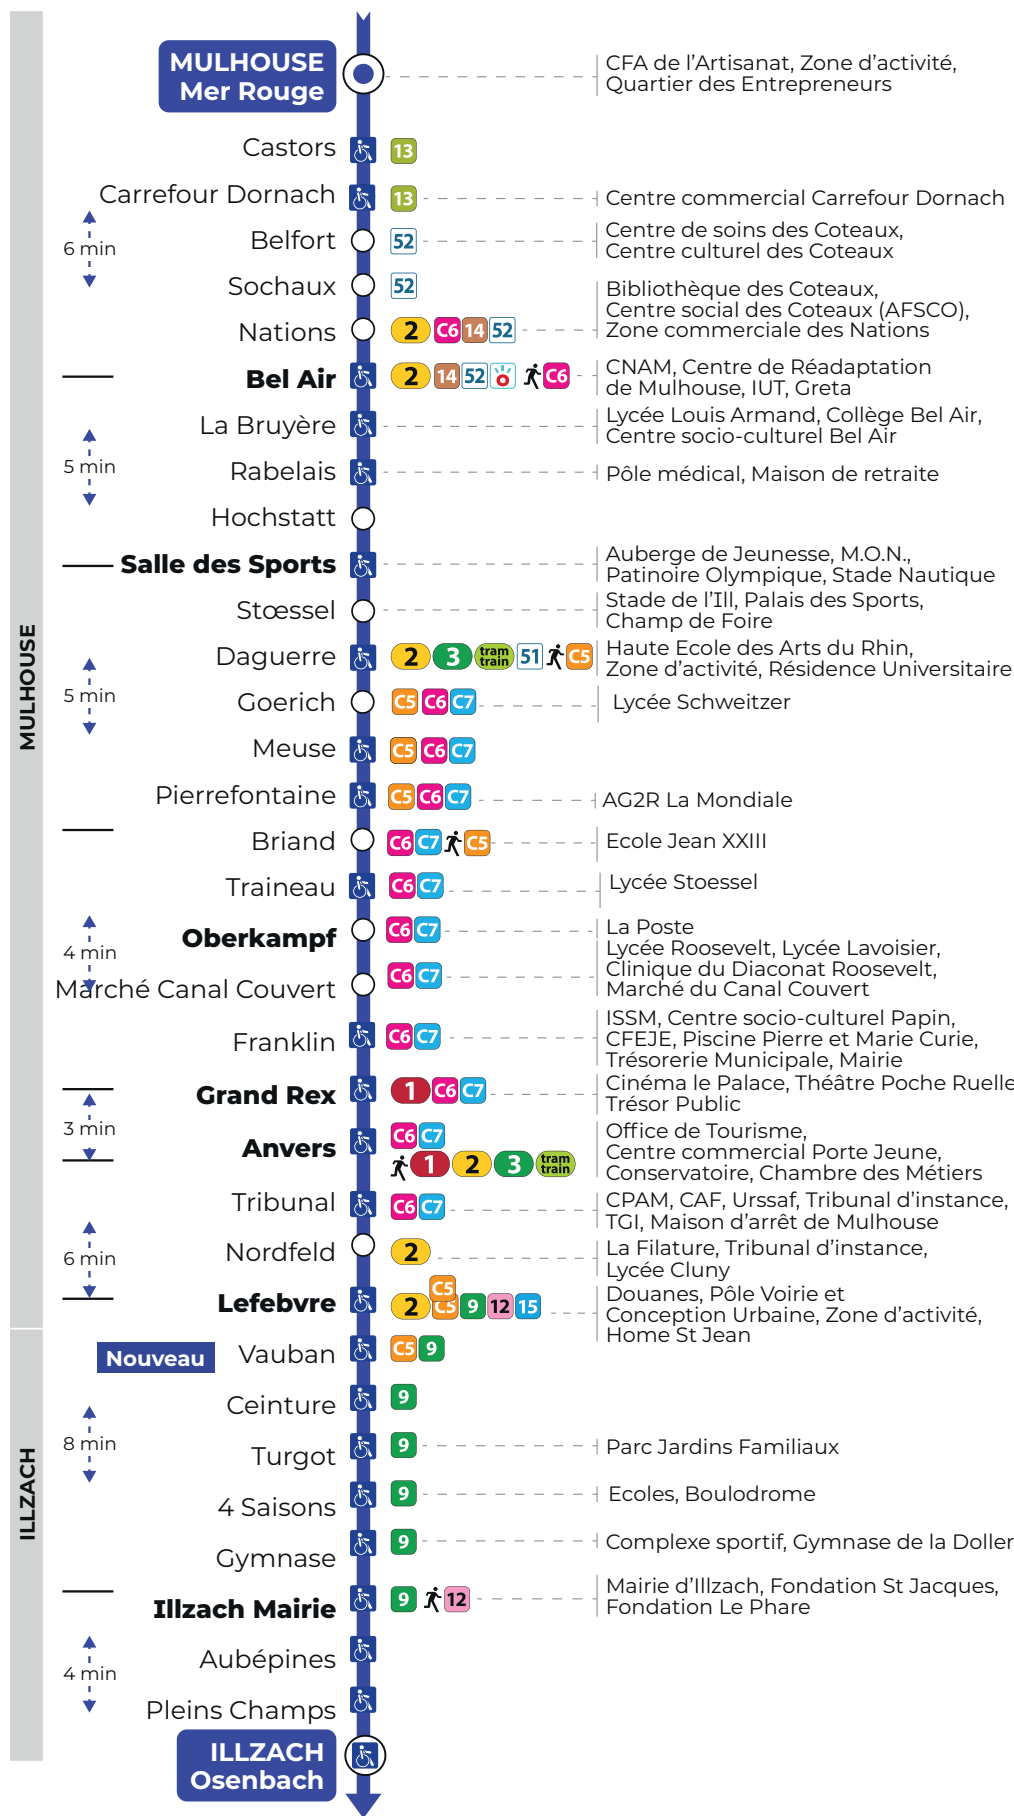 MULHOUSE
Mer Rouge
CFA de l’Artisanat, Zone d’activité,
Quartier des Entrepreneurs
Castors 13
Carrefour Dornach 13 Centre commercial Carrefour Dornach
6 min
Belfort 52 Centre de soins des Coteaux,
Centre culturel des Coteaux
Sochaux 52
Nations 2 C6 14 52 Bibliothèque des Coteaux,
Centre social des Coteaux (AFSCO),
Zone commerciale des Nations
Bel Air 2 14 52 C6 CNAM, Centre de Réadaptation
de Mulhouse, IUT, Greta
La Bruyère Lycée Louis Armand, Collège Bel Air,
Centre socio-culturel Bel Air
5 min
Rabelais Pôle médical, Maison de retraite
Hochstatt
Salle des Sports Auberge de Jeunesse, M.O.N.,
Patinoire Olympique, Stade Nautique
Stœssel Stade de l’Ill, Palais des Sports,
Champ de Foire
MULHOUSE
Daguerre 2 3 tram train 51 C5 Haute Ecole des Arts du Rhin,
Zone d’activité, Résidence Universitaire
5 min
Goerich C5 C6 C7 Lycée Schweitzer
Meuse C5 C6 C7
Pierrefontaine C5 C6 C7 AG2R La Mondiale
Briand C6 C7 C5 Ecole Jean XXIII
Traineau C6 C7 Lycée Stoessel
Oberkampf C6 C7 La Poste
4 min
Marché Canal Couvert C6 C7 Lycée Roosevelt, Lycée Lavoisier,
Clinique du Diaconat Roosevelt,
Marché du Canal Couvert
Franklin C6 C7 ISSM, Centre socio-culturel Papin,
CFEJE, Piscine Pierre et Marie Curie,
Trésorerie Municipale, Mairie
Grand Rex 1 C6 C7 Cinéma le Palace, Théâtre Poche Ruelle
Trésor Public
3 min
Anvers C6 C7 Office de Tourisme,
1 2 3 tram train Centre commercial Porte Jeune,
Conservatoire, Chambre des Métiers
Tribunal C6 C7 CPAM, CAF, Urssaf, Tribunal d’instance,
TGI, Maison d’arrêt de Mulhouse
6 min
Nordfeld 2 La Filature, Tribunal d’instance,
Lycée Cluny
C5
Lefebvre 2 C5 9 12 15 Douanes, Pôle Voirie et
Conception Urbaine, Zone d’activité,
Home St Jean
Nouveau Vauban C5 9
Ceinture 9
8 min
Turgot 9 Parc Jardins Familiaux
ILLZACH
4 Saisons 9 Ecoles, Boulodrome
Gymnase 9 Complexe sportif, Gymnase de la Doller
Illzach Mairie 9 12 Mairie d’Illzach, Fondation St Jacques,
Fondation Le Phare
Aubépines
4 min
Pleins Champs
ILLZACH
Osenbach